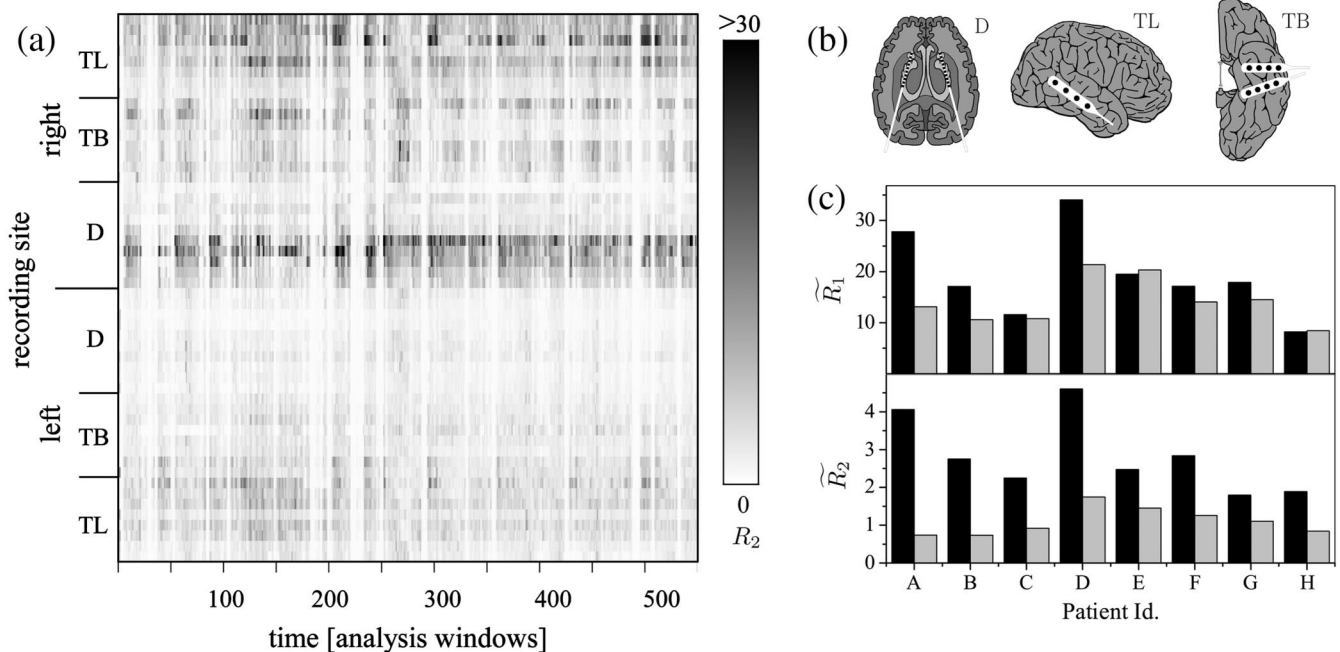 (a)
recording site
right
left
TL
TB
D
D
TB
TL
100 200 300 400 500
time [analysis windows]
>30
0
R₂
(b)
D
TL
TB
(c)
R̃₁
30
20
10
R̃₂
4
3
2
1
0
A B C D E F G H
Patient Id.